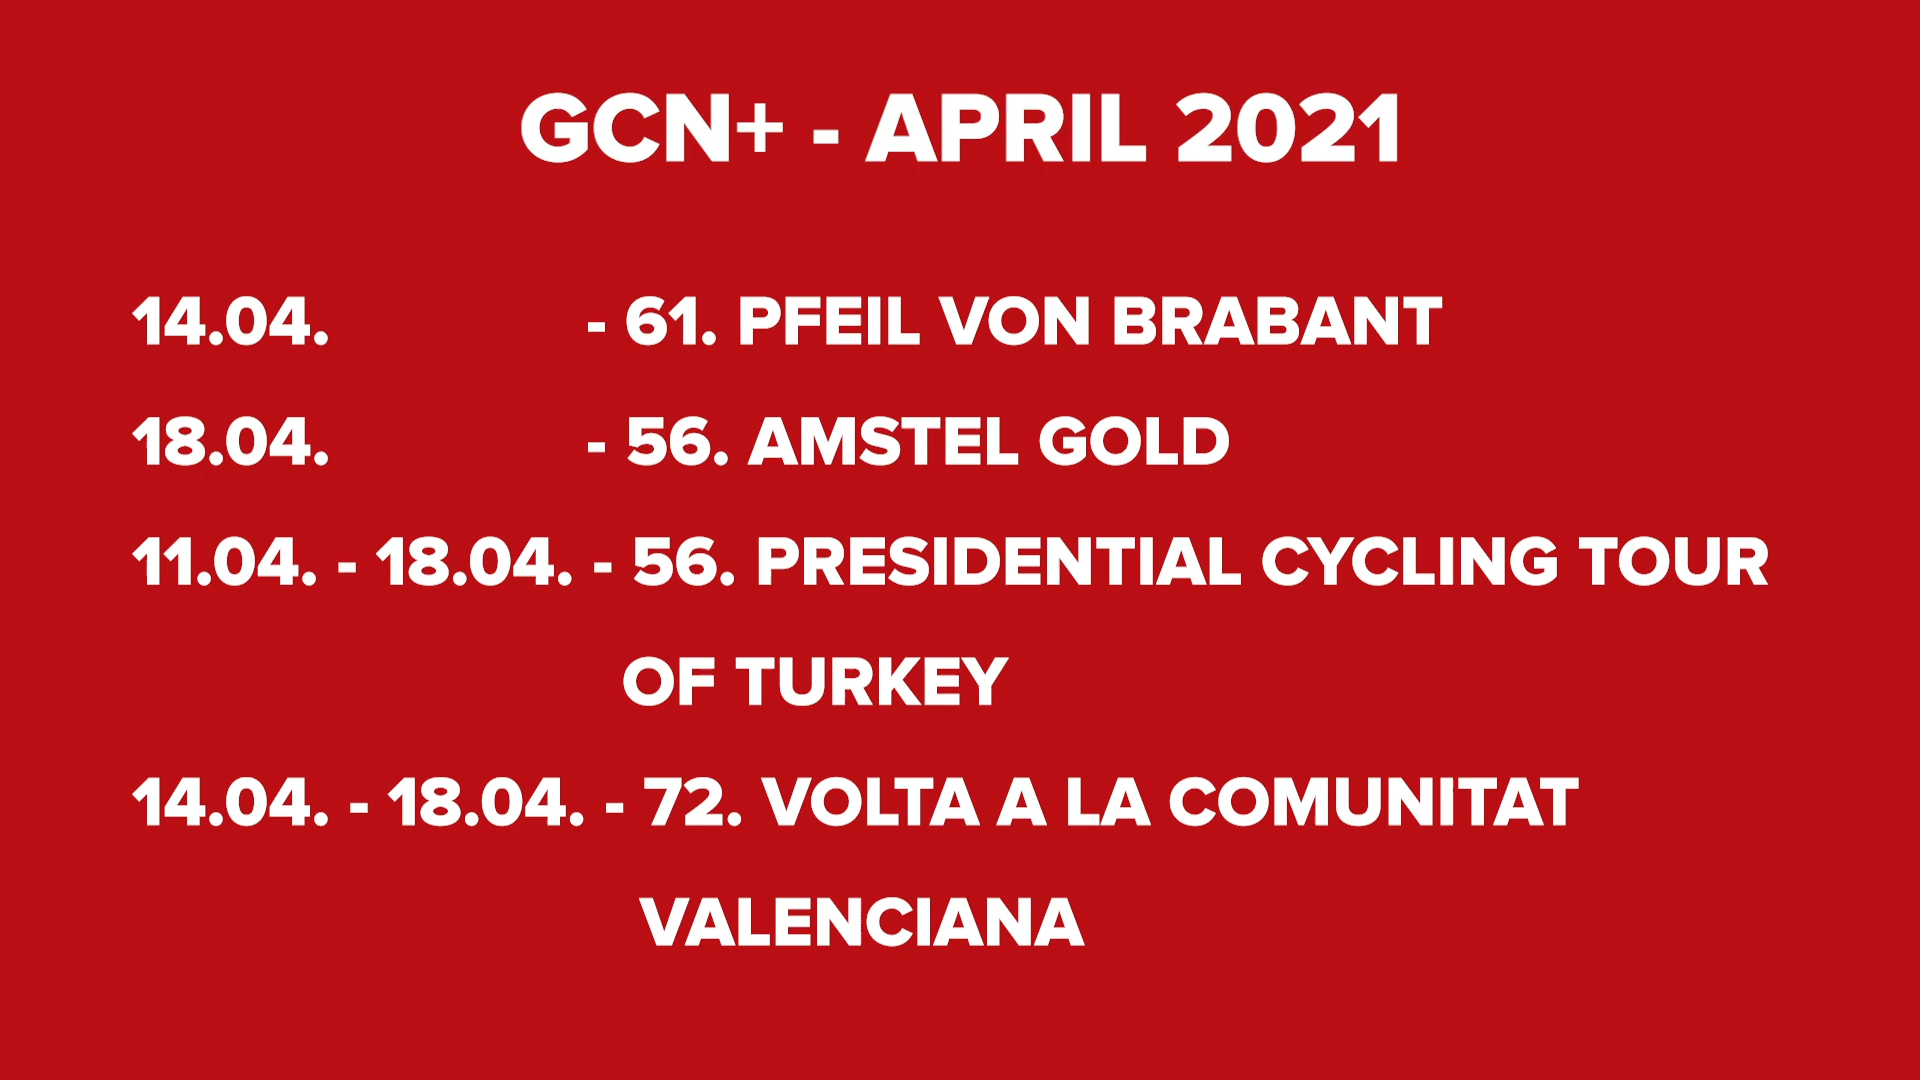 GCN+ - APRIL 2021
14.04. - 61. PFEIL VON BRABANT
18.04. - 56. AMSTEL GOLD
11.04. - 18.04. - 56. PRESIDENTIAL CYCLING TOUR
OF TURKEY
14.04. - 18.04. - 72. VOLTA A LA COMUNITAT
VALENCIANA